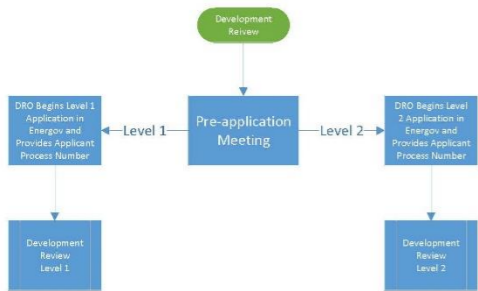 Development
Reivew
DRO Begins Level 1
Application in
Energov and
Provides Applicant
Process Number
Level 1
Pre-application
Meeting
Level 2
DRO Begins Level
2 Application in
Energov and
Provides Applicant
Process Number
Development
Review
Level 1
Development
Review
Level 2